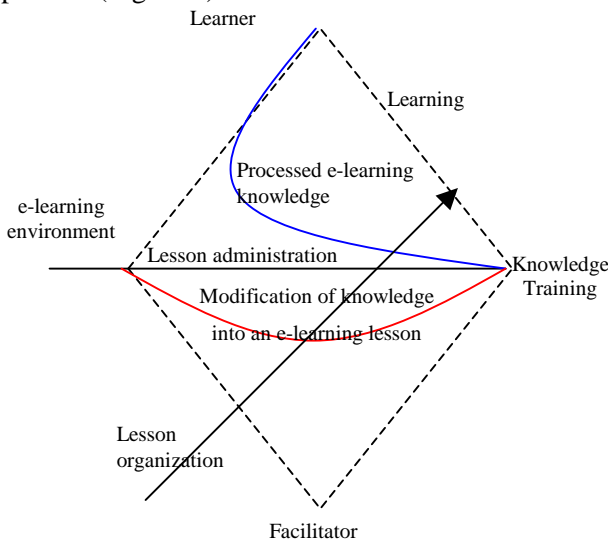 Learner
Learning
Processed e-learning
knowledge
e-learning
environment
Lesson administration
Knowledge
Training
Modification of knowledge
into an e-learning lesson
Lesson
organization
Facilitator